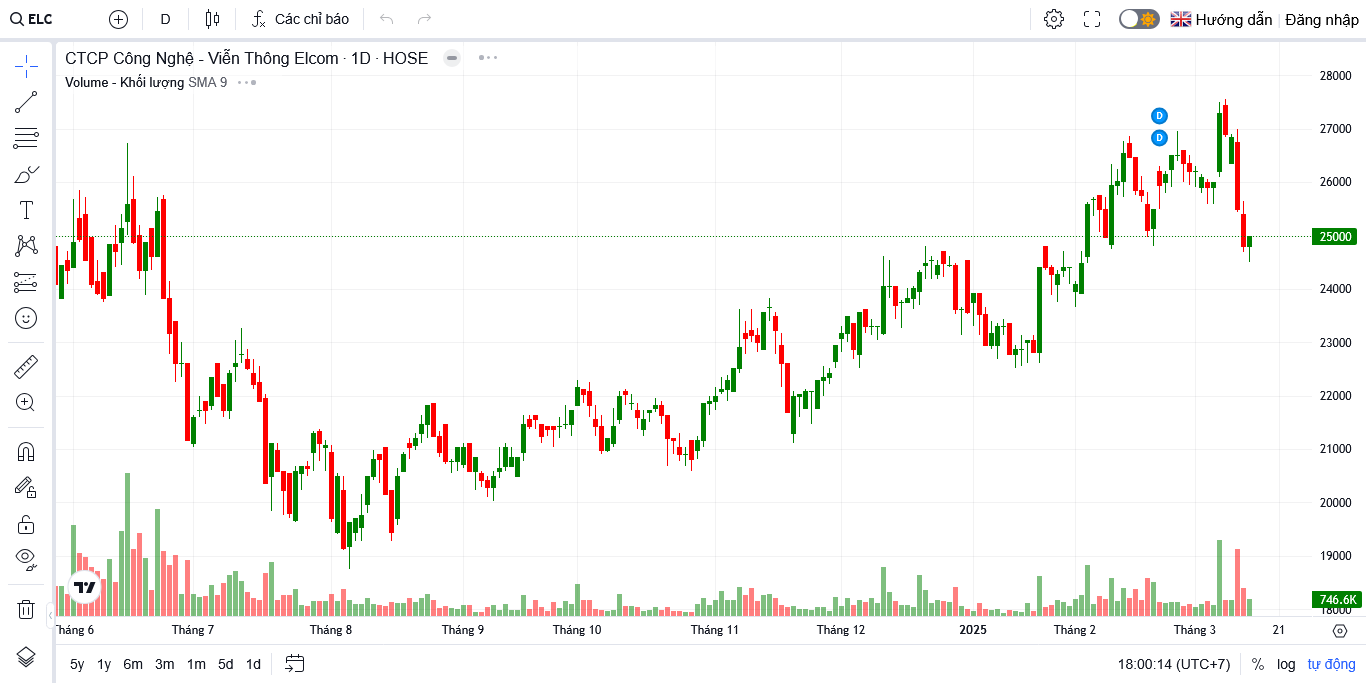 ELC D Các chỉ báo Hướng dẫn Đăng nhập
CTCP Công Nghệ - Viễn Thông Elcom · 1D · HOSE
Volume - Khối lượng SMA 9
28000
D
27000
D
26000
25000
24000
23000
22000
21000
20000
19000
746.6K
18000
Tháng 6 Tháng 7 Tháng 8 Tháng 9 Tháng 10 Tháng 11 Tháng 12 2025 Tháng 2 Tháng 3 21
5y 1y 6m 3m 1m 5d 1d 18:00:14 (UTC+7) % log tự động